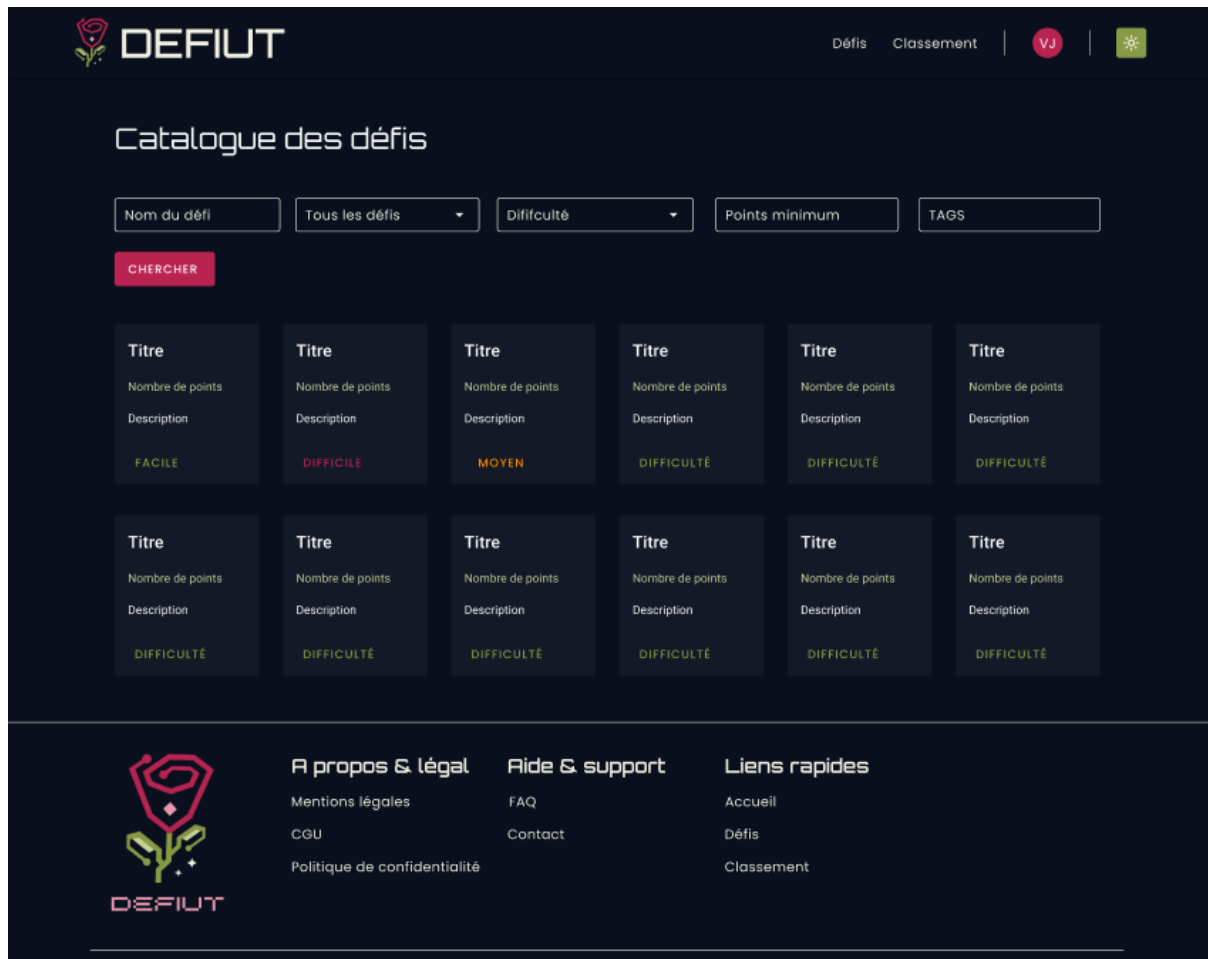 DEFIUT
Défis Classement VJ
Catalogue des défis
Nom du défi Tous les défis Dififculté Points minimum TAGS
CHERCHER
Titre Titre Titre Titre Titre Titre
Nombre de points Nombre de points Nombre de points Nombre de points Nombre de points Nombre de points
Description Description Description Description Description Description
FACILE DIFFICILE MOYEN DIFFICULTÉ DIFFICULTÉ DIFFICULTÉ
Titre Titre Titre Titre Titre Titre
Nombre de points Nombre de points Nombre de points Nombre de points Nombre de points Nombre de points
Description Description Description Description Description Description
DIFFICULTÉ DIFFICULTÉ DIFFICULTÉ DIFFICULTÉ DIFFICULTÉ DIFFICULTÉ
DEFIUT
A propos & légal
Mentions légales
CGU
Politique de confidentialité
Aide & support
FAQ
Contact
Liens rapides
Accueil
Défis
Classement